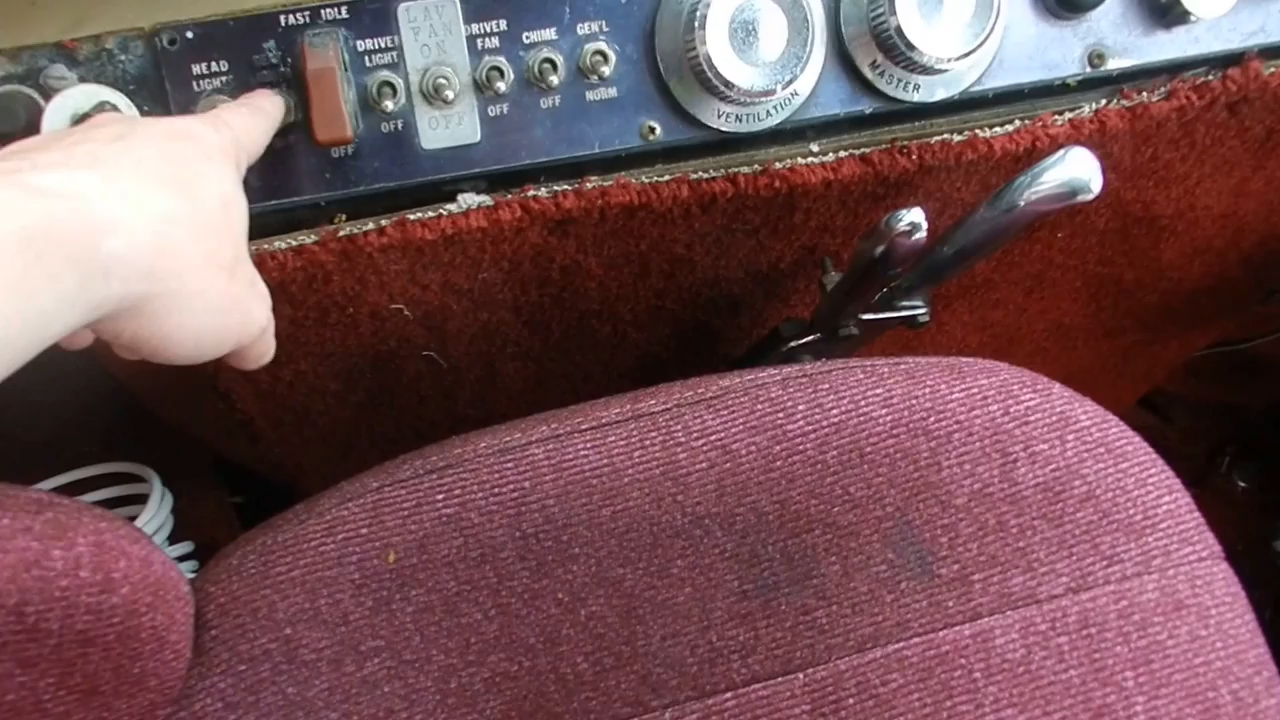 FAST IDLE
HEAD
LIGHTS
OFF
DRIVER
LIGHT
OFF
LAV
FAN
ON
OFF
DRIVER
FAN
OFF
CHIME
OFF
GEN'L
NORM
VENTILATION
MASTER